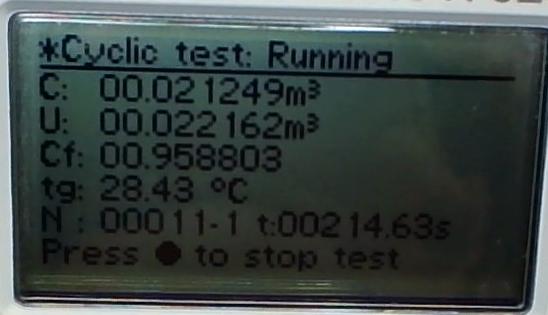 *Cyclic test: Running
C: 00.021249m³
U: 00.022162m³
Cf: 00.958803
tg: 28.43 °C
N : 00011-1 t:00214.63s
Press ● to stop test